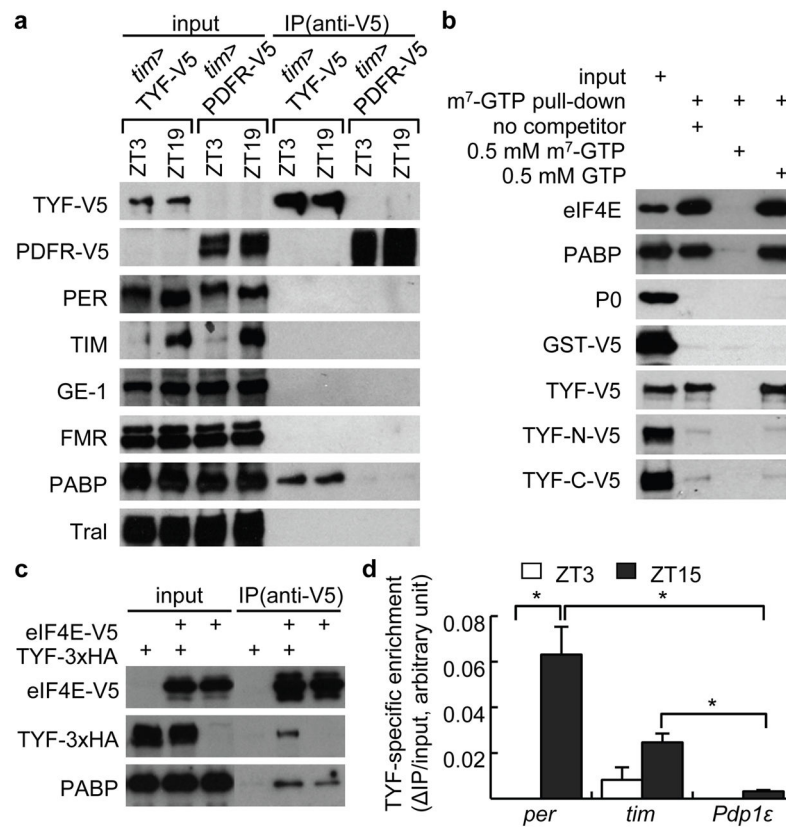 a
input IP(anti-V5)
tim> TYF-V5
tim> PDFR-V5
tim> TYF-V5
tim> PDFR-V5
ZT3 ZT19 ZT3 ZT19 ZT3 ZT19 ZT3 ZT19
TYF-V5
PDFR-V5
PER
TIM
GE-1
FMR
PABP
Tral
b
input +
m⁷-GTP pull-down + + +
no competitor +
0.5 mM m⁷-GTP +
0.5 mM GTP +
eIF4E
PABP
P0
GST-V5
TYF-V5
TYF-N-V5
TYF-C-V5
c
input IP(anti-V5)
eIF4E-V5 + + + +
TYF-3xHA + + + +
eIF4E-V5
TYF-3xHA
PABP
d
ZT3 ZT15
TYF-specific enrichment
(ΔIP/input, arbitrary unit)
* *
*
0.08
0.06
0.04
0.02
per tim Pdp1ε